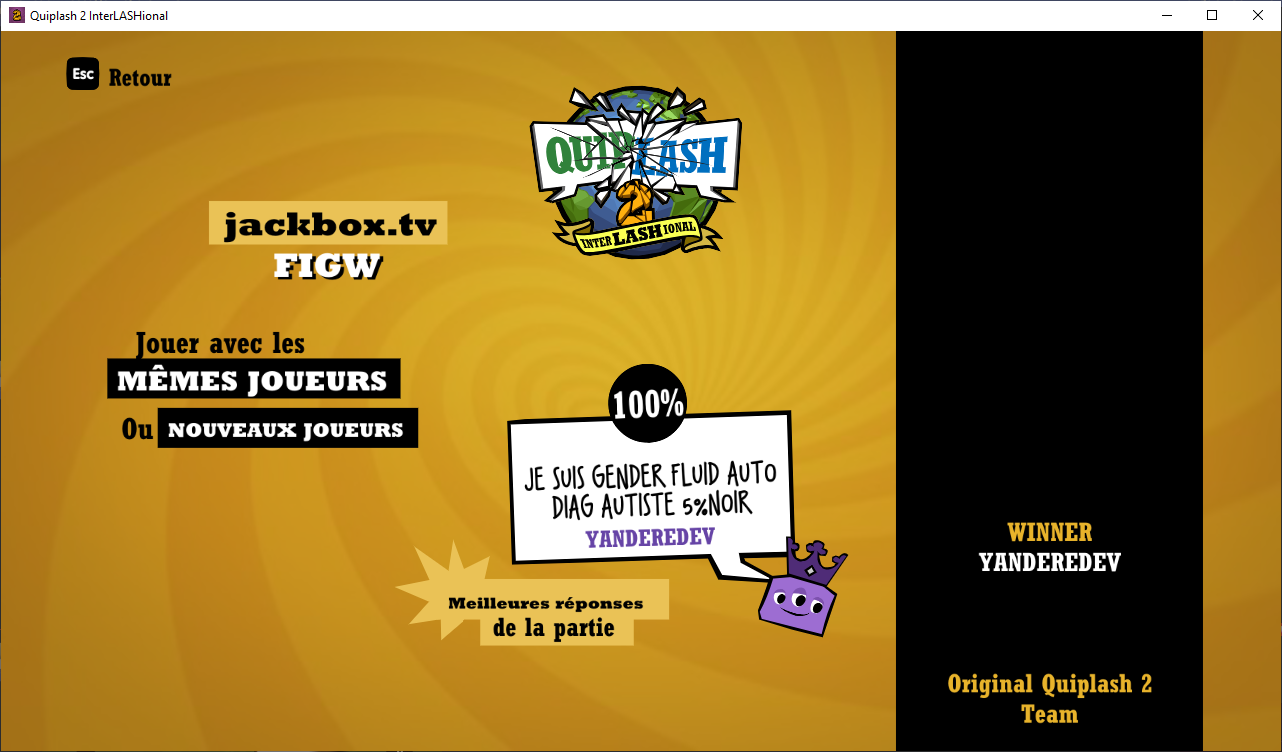 Quiplash 2 InterLASHional
Esc Retour
QUIPLASH
2
INTERLASHIONAL
jackbox.tv
FIGW
Jouer avec les
MÊMES JOUEURS
Ou NOUVEAUX JOUEURS
100%
JE SUIS GENDER FLUID AUTO
DIAG AUTISTE 5%NOIR
YANDEREDEV
Meilleures réponses
de la partie
WINNER
YANDEREDEV
Original Quiplash 2
Team